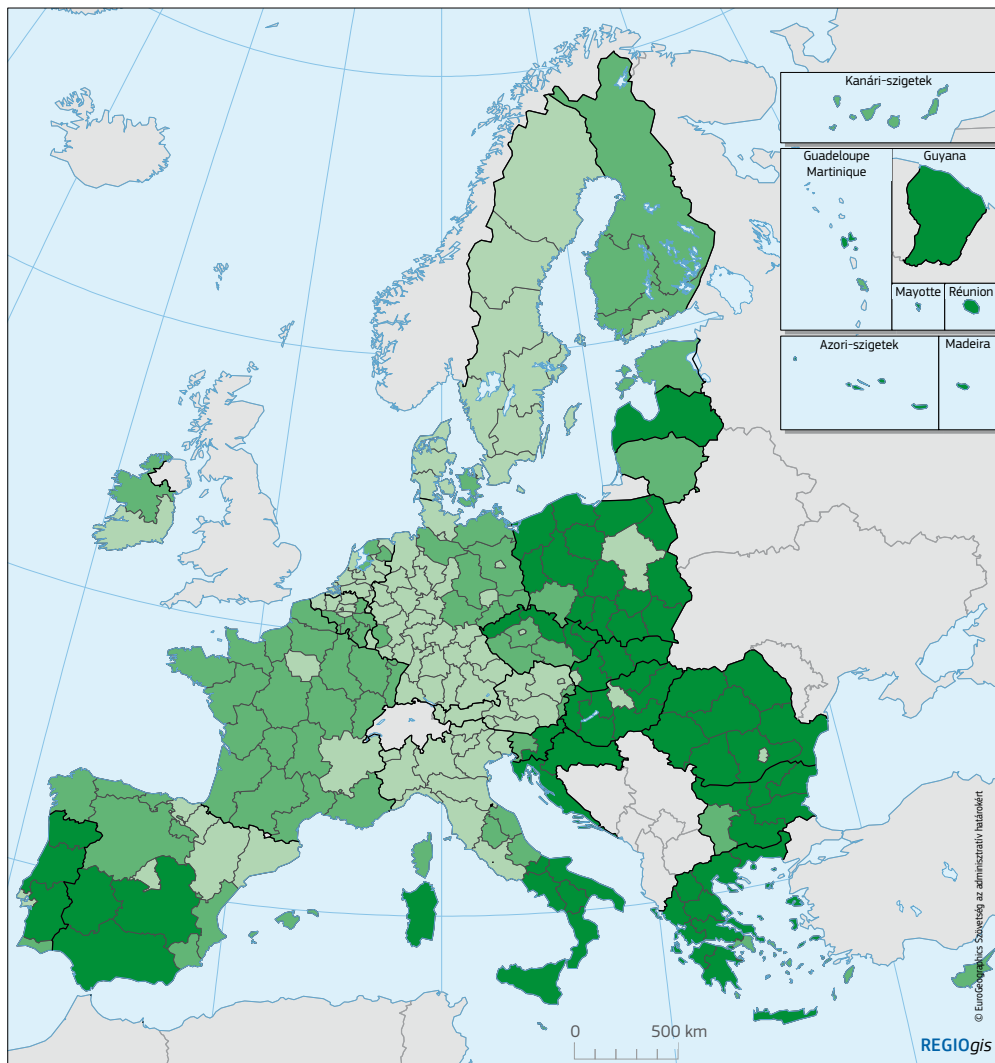 Kanári-szigetek
Guadeloupe
Martinique
Guyana
Mayotte
Réunion
Azori-szigetek
Madeira
© EuroGeographics Szövetség az adminisztratív határokért
0
500 km
REGIOgis